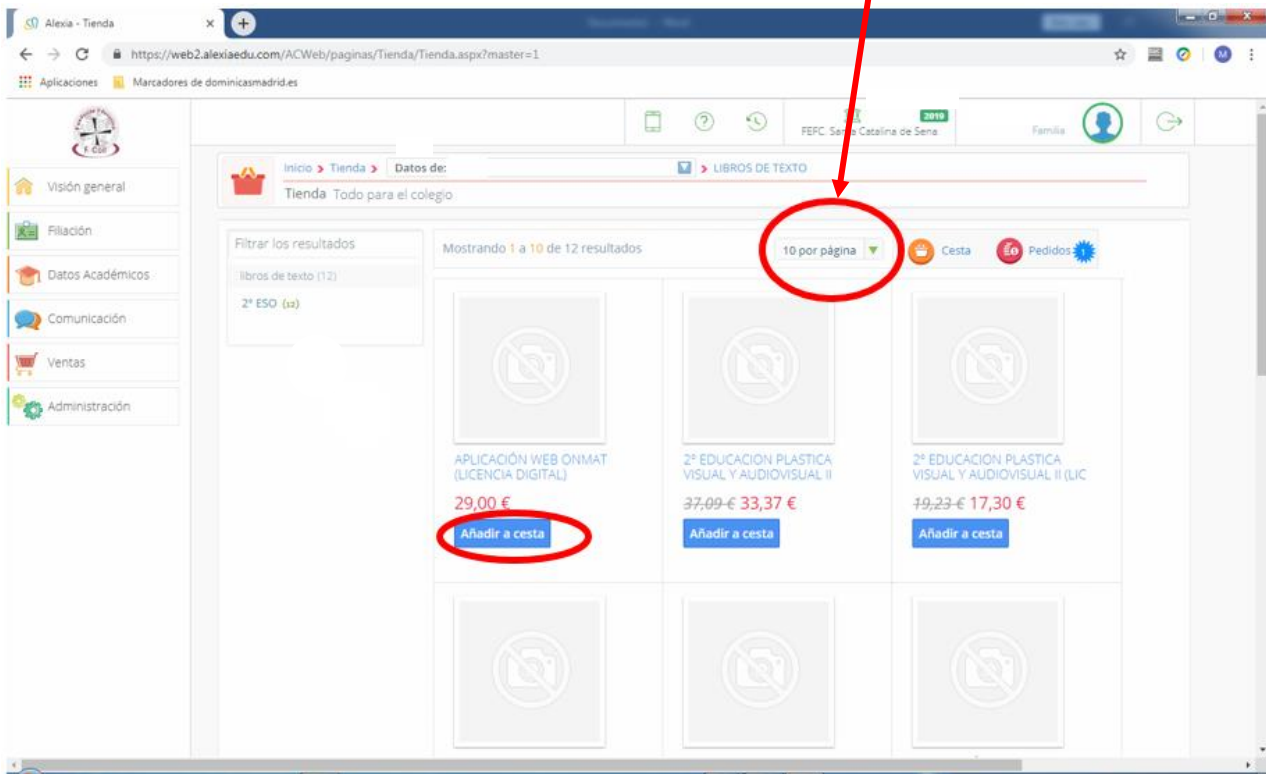 Alexia - Tienda
https://web2.alexiaedu.com/ACWeb/paginas/Tienda/Tienda.aspx?master=1
M
Aplicaciones Marcadores de dominicasmadrid.es
2019
FEFC. Santa Catalina de Sena
Familia
Inicio > Tienda > Datos de: > LIBROS DE TEXTO
Tienda Todo para el colegio
Visión general
Filiación
Datos Académicos
Comunicación
Ventas
Administración
Filtrar los resultados
libros de texto (12)
2º ESO (12)
Mostrando 1 a 10 de 12 resultados
10 por página
Cesta
Pedidos 1
APLICACIÓN WEB ONMAT
(LICENCIA DIGITAL)
29,00 €
Añadir a cesta
2º EDUCACION PLASTICA
VISUAL Y AUDIOVISUAL II
37,09 € 33,37 €
Añadir a cesta
2º EDUCACION PLASTICA
VISUAL Y AUDIOVISUAL II (LIC
19,23 € 17,30 €
Añadir a cesta